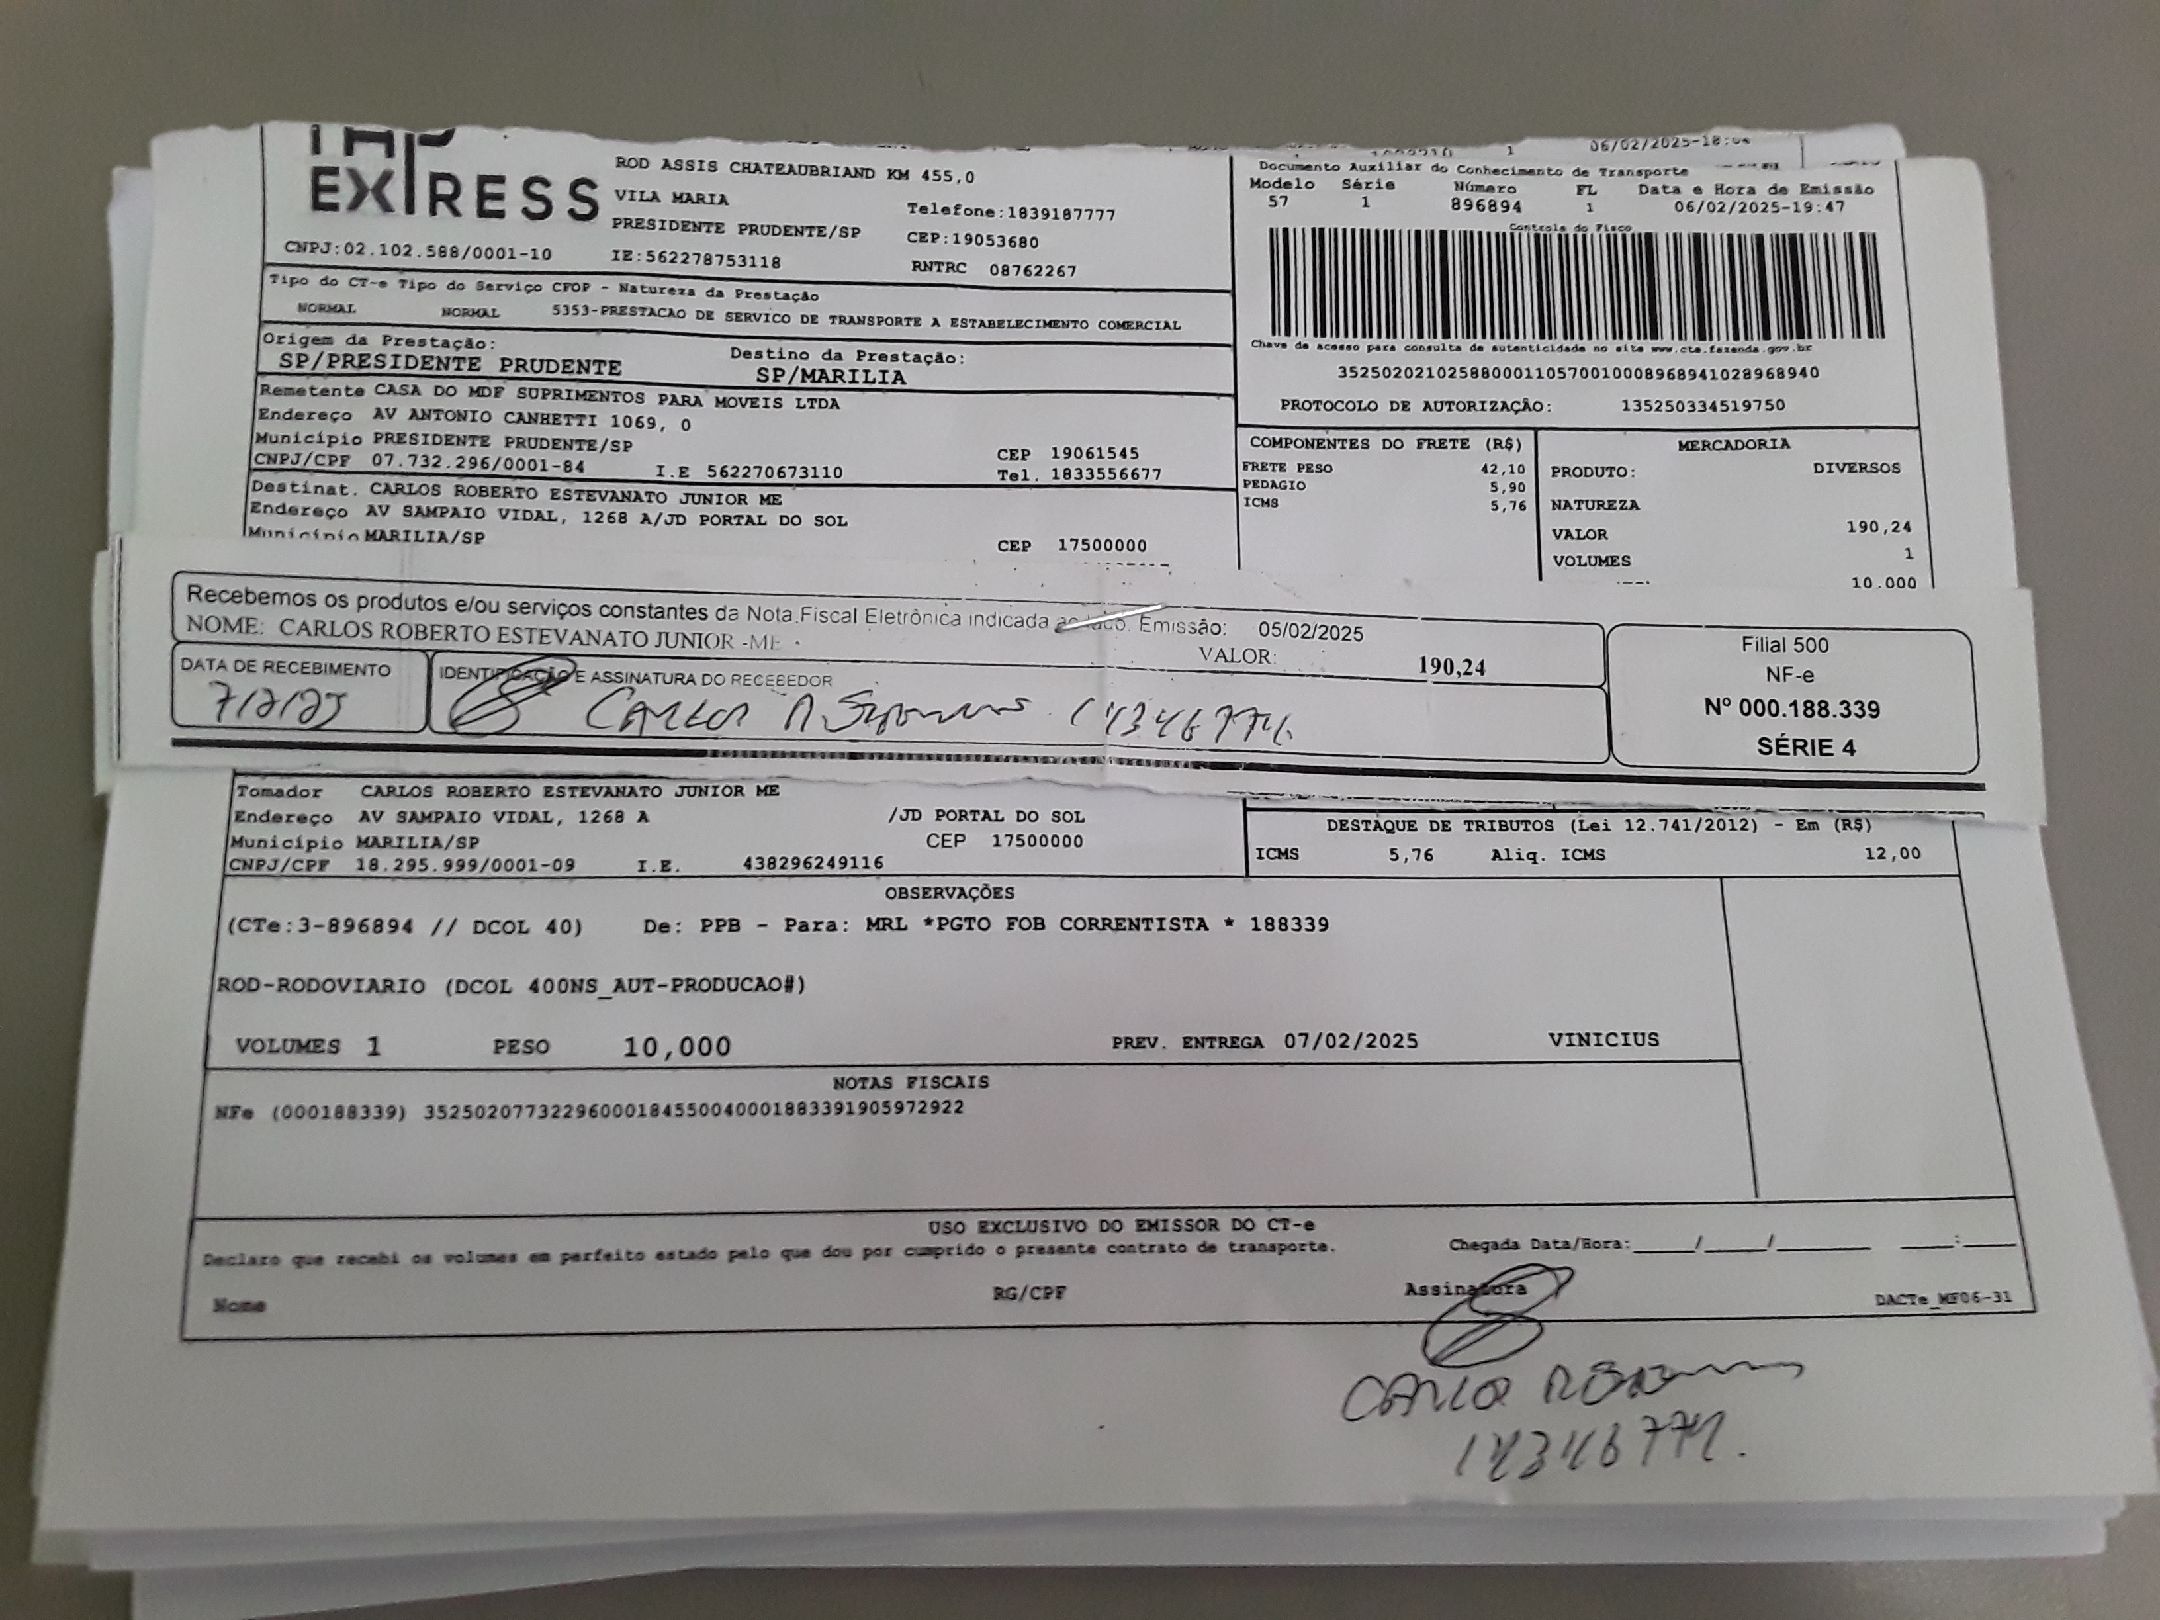 EXPRESS
ROD ASSIS CHATEAUBRIAND KM 455,0
VILA MARIA
Telefone:1839187777
PRESIDENTE PRUDENTE/SP
CEP:19053680
CNPJ:02.102.588/0001-10
IE:562278753118
RNTRC 08762267
1
06/02/2025-18:04
Documento Auxiliar do Conhecimento de Transporte
Modelo Série Número FL Data e Hora de Emissão
57 1 896894 1 06/02/2025-19:47
Controle do Fisco
Chave de acesso para consulta de autenticidade no site www.cte.fazenda.gov.br
35250202102588000110570010008968941028968940
PROTOCOLO DE AUTORIZAÇÃO: 135250334519750
Tipo do CT-e Tipo do Serviço CFOP - Natureza da Prestação
NORMAL NORMAL 5353-PRESTACAO DE SERVICO DE TRANSPORTE A ESTABELECIMENTO COMERCIAL
Origem da Prestação: Destino da Prestação:
SP/PRESIDENTE PRUDENTE SP/MARILIA
Remetente CASA DO MDF SUPRIMENTOS PARA MOVEIS LTDA
Endereço AV ANTONIO CANHETTI 1069, 0
Município PRESIDENTE PRUDENTE/SP CEP 19061545
CNPJ/CPF 07.732.296/0001-84 I.E 562270673110 Tel. 1833556677
Destinat. CARLOS ROBERTO ESTEVANATO JUNIOR ME
Endereço AV SAMPAIO VIDAL, 1268 A/JD PORTAL DO SOL
Município MARILIA/SP CEP 17500000
COMPONENTES DO FRETE (R$)
FRETE PESO 42,10
PEDAGIO 5,90
ICMS 5,76
MERCADORIA
PRODUTO: DIVERSOS
NATUREZA
VALOR 190,24
VOLUMES 1
10.000
Recebemos os produtos e/ou serviços constantes da Nota Fiscal Eletrônica indicada ao lado. Emissão: 05/02/2025
NOME: CARLOS ROBERTO ESTEVANATO JUNIOR -ME VALOR: 190,24
DATA DE RECEBIMENTO
7/2/25
IDENTIFICAÇÃO E ASSINATURA DO RECEBEDOR
CARLOS R.
Filial 500
NF-e
Nº 000.188.339
SÉRIE 4
Tomador CARLOS ROBERTO ESTEVANATO JUNIOR ME
Endereço AV SAMPAIO VIDAL, 1268 A /JD PORTAL DO SOL
Município MARILIA/SP CEP 17500000
CNPJ/CPF 18.295.999/0001-09 I.E. 438296249116
DESTAQUE DE TRIBUTOS (Lei 12.741/2012) - Em (R$)
ICMS 5,76 Aliq. ICMS 12,00
OBSERVAÇÕES
(CTe:3-896894 // DCOL 40) De: PPB - Para: MRL *PGTO FOB CORRENTISTA * 188339
ROD-RODOVIARIO (DCOL 400NS_AUT-PRODUCAO#)
VOLUMES 1 PESO 10,000 PREV. ENTREGA 07/02/2025 VINICIUS
NOTAS FISCAIS
NFe (000188339) 35250207732296000184550040001883391905972922
USO EXCLUSIVO DO EMISSOR DO CT-e
Declaro que recebi os volumes em perfeito estado pelo que dou por cumprido o presente contrato de transporte. Chegada Data/Hora:____/____/______ ____:____
Nome RG/CPF Assinatura DACTe_MF06-31